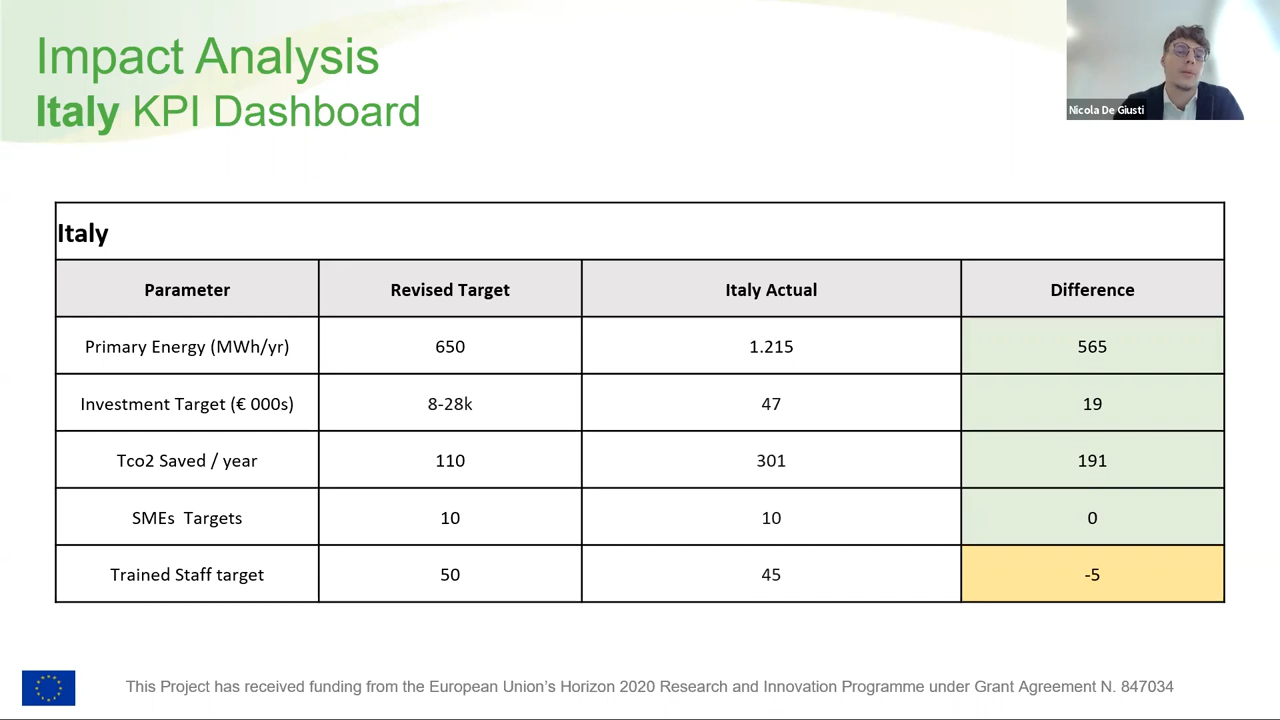 Impact Analysis
Italy KPI Dashboard
Nicola De Giusti
Italy
Parameter Revised Target Italy Actual Difference
Primary Energy (MWh/yr) 650 1.215 565
Investment Target (€ 000s) 8-28k 47 19
Tco2 Saved / year 110 301 191
SMEs Targets 10 10 0
Trained Staff target 50 45 -5
This Project has received funding from the European Union's Horizon 2020 Research and Innovation Programme under Grant Agreement N. 847034